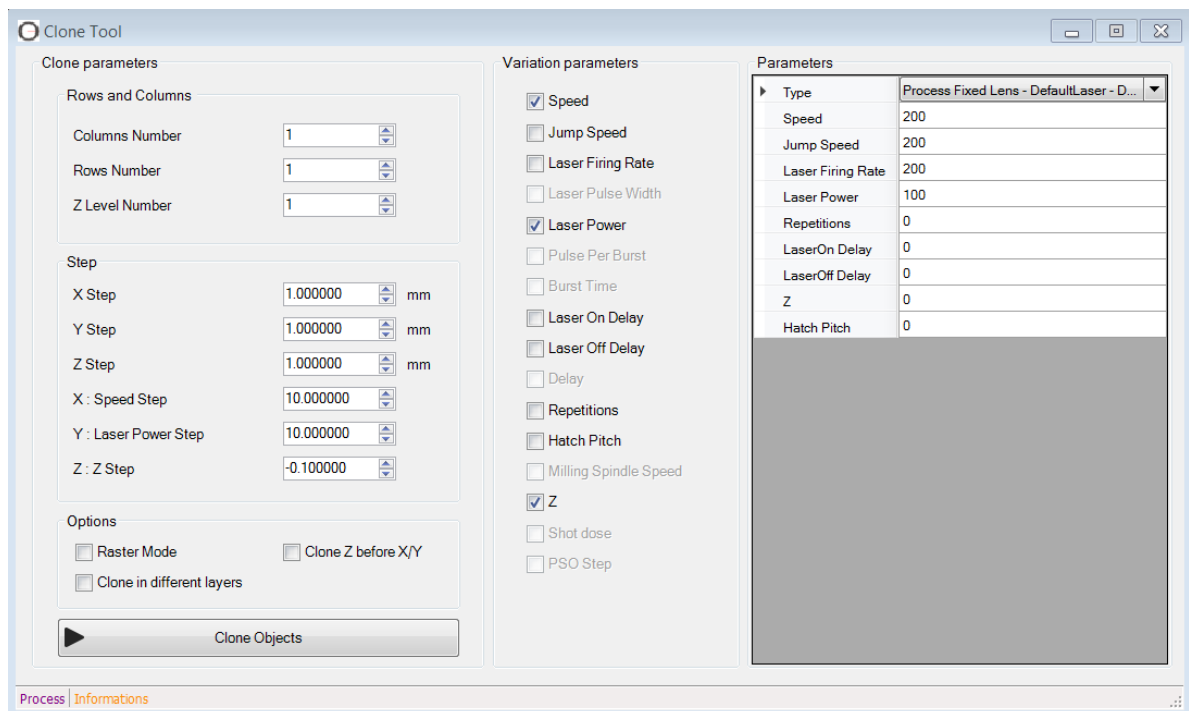 Clone Tool
Clone parameters
Rows and Columns
Columns Number 1
Rows Number 1
Z Level Number 1
Step
X Step 1.000000 mm
Y Step 1.000000 mm
Z Step 1.000000 mm
X : Speed Step 10.000000
Y : Laser Power Step 10.000000
Z : Z Step -0.100000
Options
Raster Mode Clone Z before X/Y
Clone in different layers
Clone Objects
Variation parameters
Speed
Jump Speed
Laser Firing Rate
Laser Pulse Width
Laser Power
Pulse Per Burst
Burst Time
Laser On Delay
Laser Off Delay
Delay
Repetitions
Hatch Pitch
Milling Spindle Speed
Z
Shot dose
PSO Step
Parameters
Type Process Fixed Lens - DefaultLaser - D...
Speed 200
Jump Speed 200
Laser Firing Rate 200
Laser Power 100
Repetitions 0
LaserOn Delay 0
LaserOff Delay 0
Z 0
Hatch Pitch 0
Process Informations